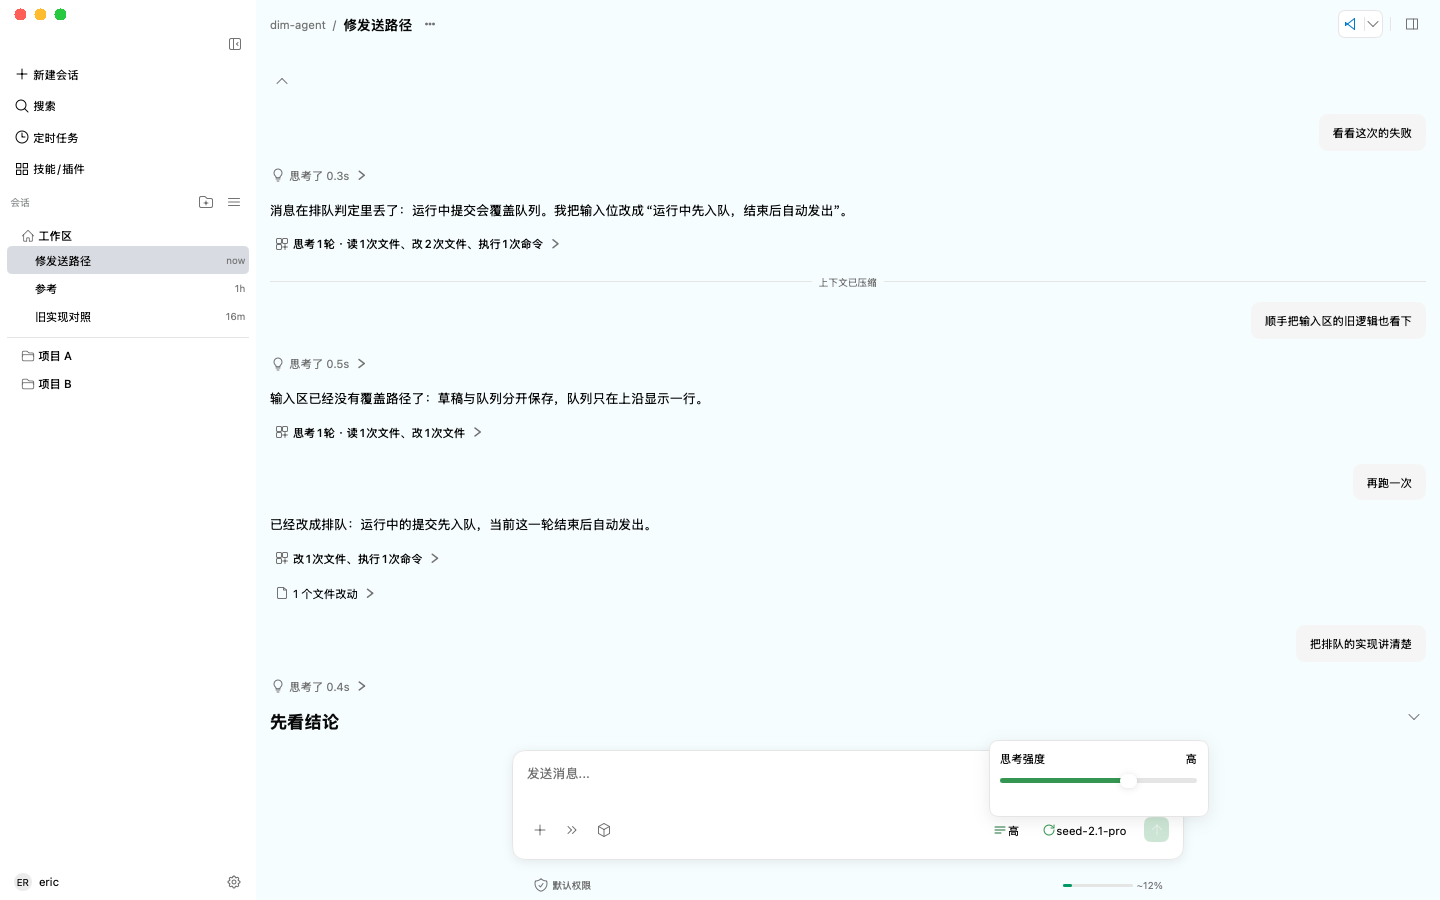 新建会话
搜索
定时任务
技能/插件
会话
工作区
修发送路径 now
参考 1h
旧实现对照 16m
项目 A
项目 B
ER eric
dim-agent / 修发送路径 ···
看看这次的失败
思考了 0.3s
消息在排队判定里丢了：运行中提交会覆盖队列。我把输入位改成“运行中先入队，结束后自动发出”。
思考1轮 · 读1次文件、改2次文件、执行1次命令
上下文已压缩
顺手把输入区的旧逻辑也看下
思考了 0.5s
输入区已经没有覆盖路径了：草稿与队列分开保存，队列只在上沿显示一行。
思考1轮 · 读1次文件、改1次文件
再跑一次
已经改成排队：运行中的提交先入队，当前这一轮结束后自动发出。
改1次文件、执行1次命令
1 个文件改动
把排队的实现讲清楚
思考了 0.4s
先看结论
思考强度 高
发送消息...
高 seed-2.1-pro
默认权限 ~12%